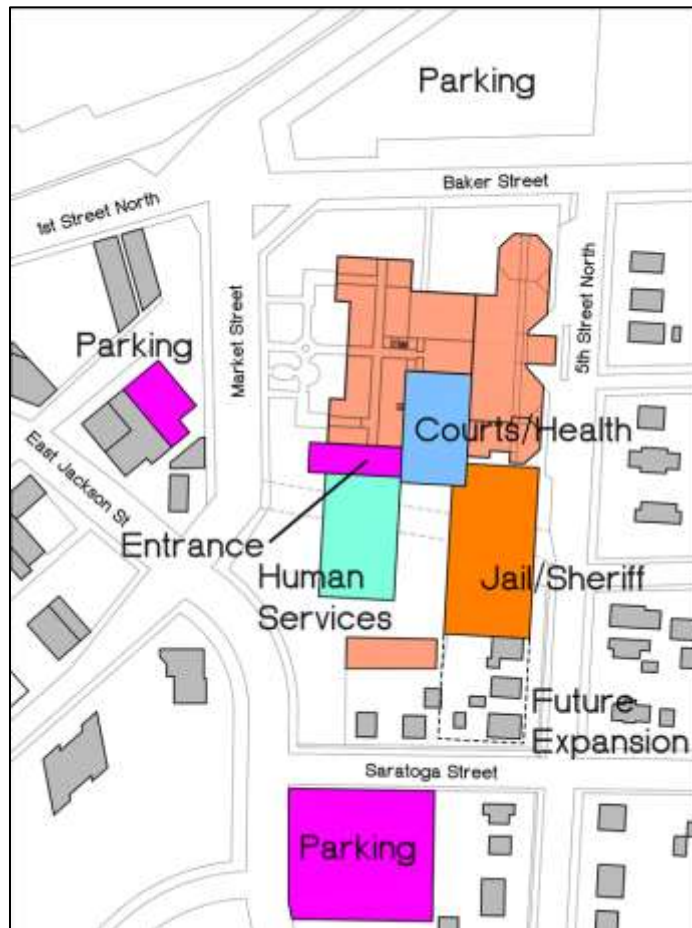 Parking
Baker Street
1st Street North
Market Street
5th Street North
Parking
Courts/Health
East Jackson St
Entrance
Human
Services
Jail/Sheriff
Future
Expansion
Saratoga Street
Parking